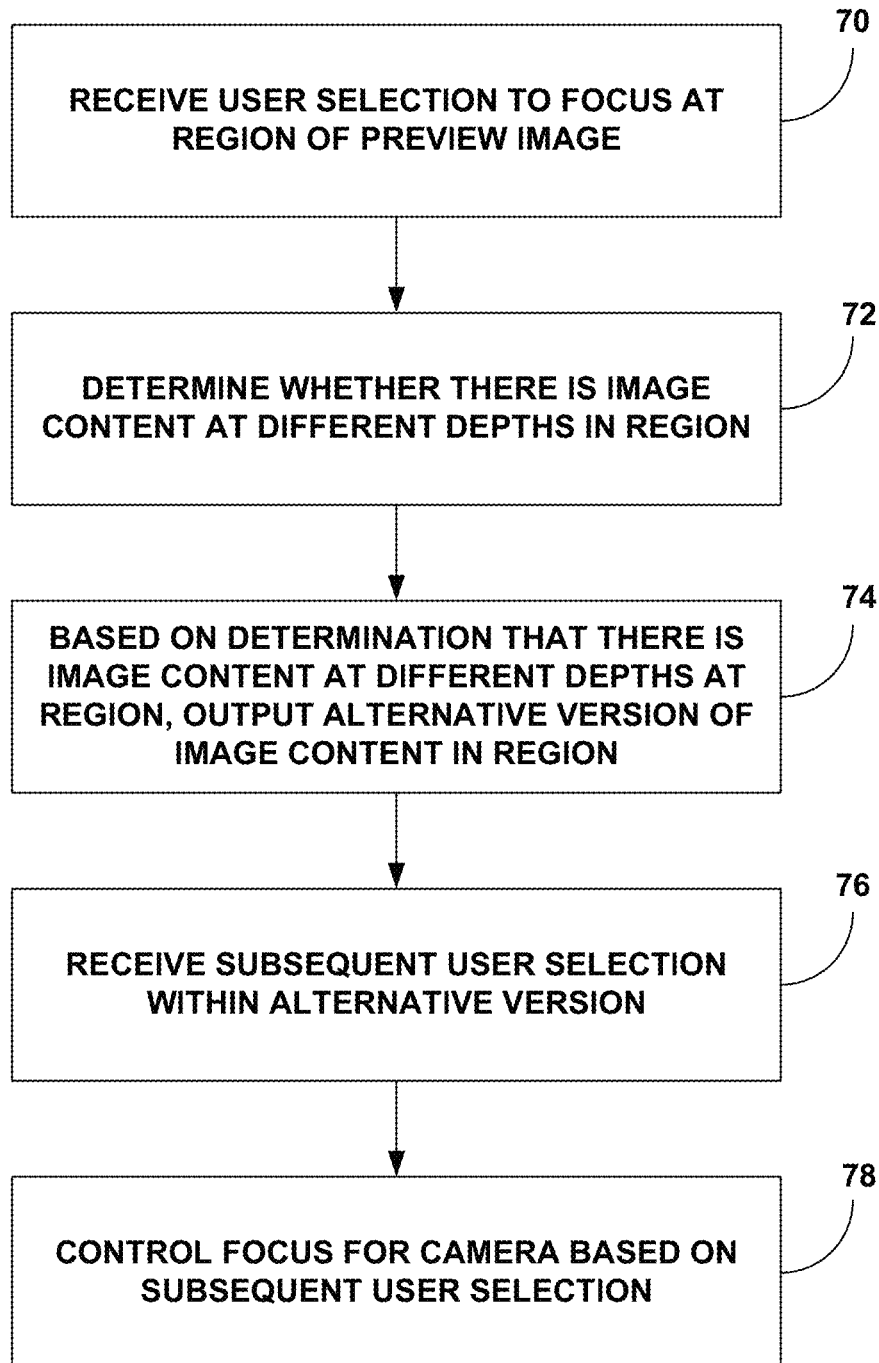 70
RECEIVE USER SELECTION TO FOCUS AT
REGION OF PREVIEW IMAGE
72
DETERMINE WHETHER THERE IS IMAGE
CONTENT AT DIFFERENT DEPTHS IN REGION
74
BASED ON DETERMINATION THAT THERE IS
IMAGE CONTENT AT DIFFERENT DEPTHS AT
REGION, OUTPUT ALTERNATIVE VERSION OF
IMAGE CONTENT IN REGION
76
RECEIVE SUBSEQUENT USER SELECTION
WITHIN ALTERNATIVE VERSION
78
CONTROL FOCUS FOR CAMERA BASED ON
SUBSEQUENT USER SELECTION